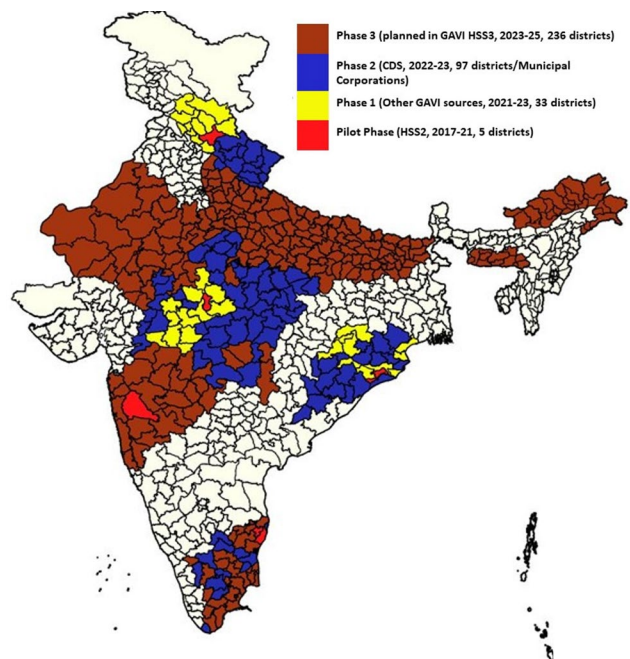 Phase 3 (planned in GAVI HSS3, 2023-25, 236 districts)
Phase 2 (CDS, 2022-23, 97 districts/Municipal
Corporations)
Phase 1 (Other GAVI sources, 2021-23, 33 districts)
Pilot Phase (HSS2, 2017-21, 5 districts)